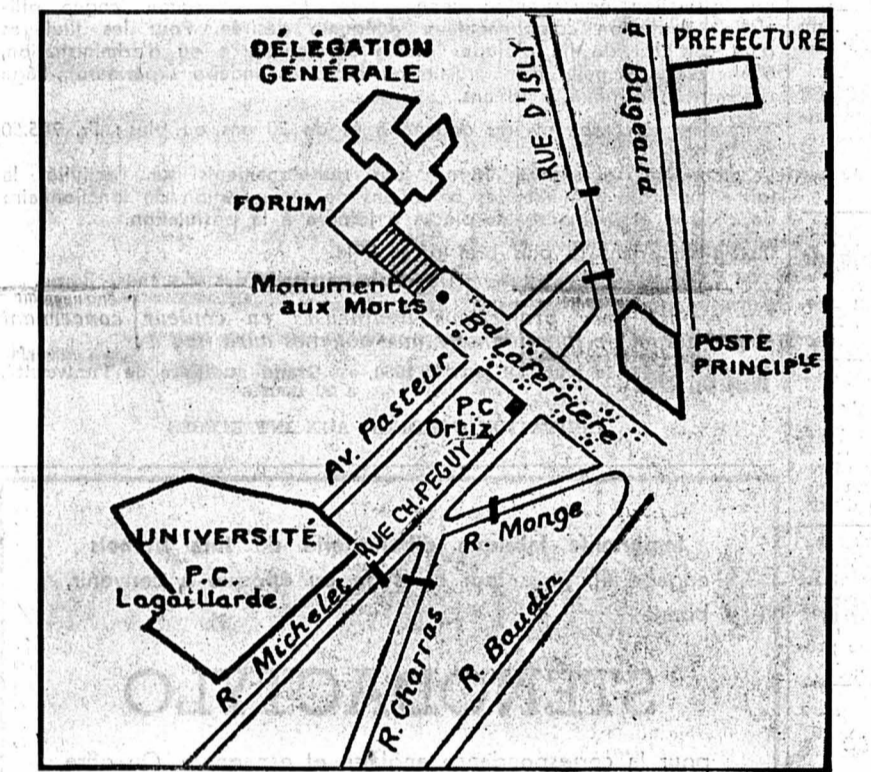 DÉLÉGATION
GÉNÉRALE
RUE D'ISLY
d Bugeaud
PREFECTURE
FORUM
Monument
aux Morts
Bd Laferriere
POSTE
PRINCIPLE
Av. Pasteur
P.C
Ortiz
RUE CH. PEGUY
R. Monge
UNIVERSITÉ
P.C.
Lagaillarde
R. Michelet
R. Charras
R. Baudin